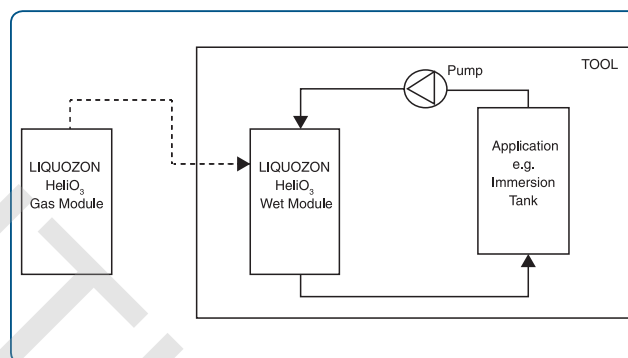 TOOL
Pump
LIQUOZON
HeliO₃
Gas Module
LIQUOZON
HeliO₃
Wet Module
Application
e.g.
Immersion
Tank